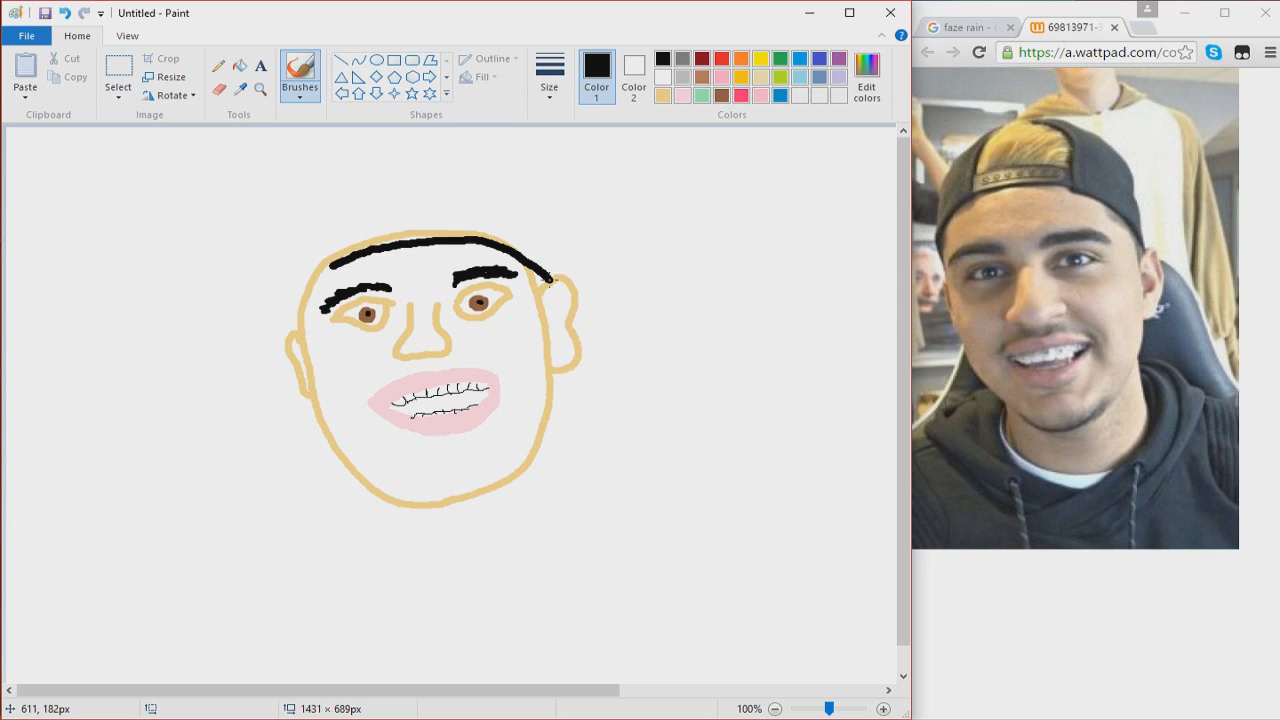 Untitled - Paint
File
Home
View
Paste
Cut
Copy
Clipboard
Select
Crop
Resize
Rotate
Image
A
Tools
Brushes
Shapes
Outline
Fill
Size
Color 1
Color 2
Colors
Edit colors
611, 182px
1431 × 689px
100%
faze rain -
69813971-
https://a.wattpad.com/co